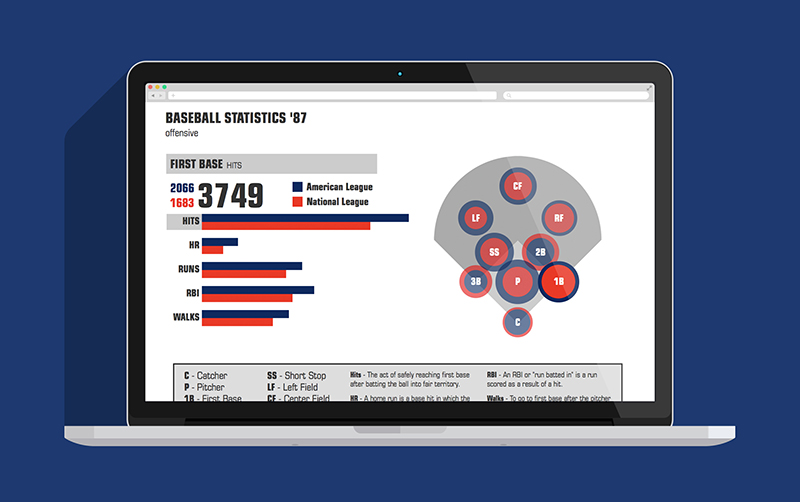 BASEBALL STATISTICS '87
offensive
FIRST BASE HITS
2066
1683
3749
American League
National League
HITS
HR
RUNS
RBI
WALKS
CF
LF
RF
SS
2B
3B
P
1B
C
C - Catcher
P - Pitcher
1B - First Base
SS - Short Stop
LF - Left Field
CF - Center Field
Hits - The act of safely reaching first base
after batting the ball into fair territory.
HR - A home run is a base hit in which the
RBI - An RBI or "run batted in" is a run
scored as a result of a hit.
Walks - To go to first base after the pitcher